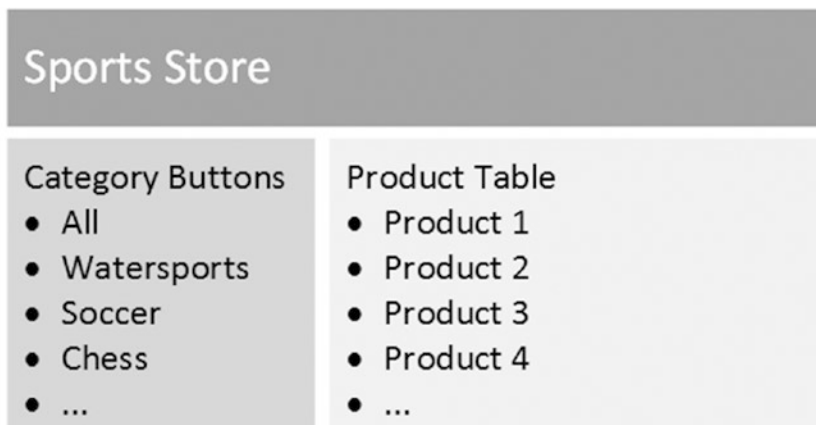 Sports Store
Category Buttons
• All
• Watersports
• Soccer
• Chess
• ...
Product Table
• Product 1
• Product 2
• Product 3
• Product 4
• ...